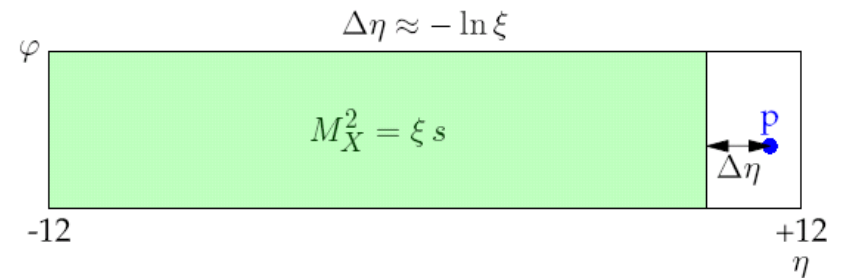 Δη ≈ − ln ξ
φ
M_X^2 = ξ s
p
Δη
-12
+12
η